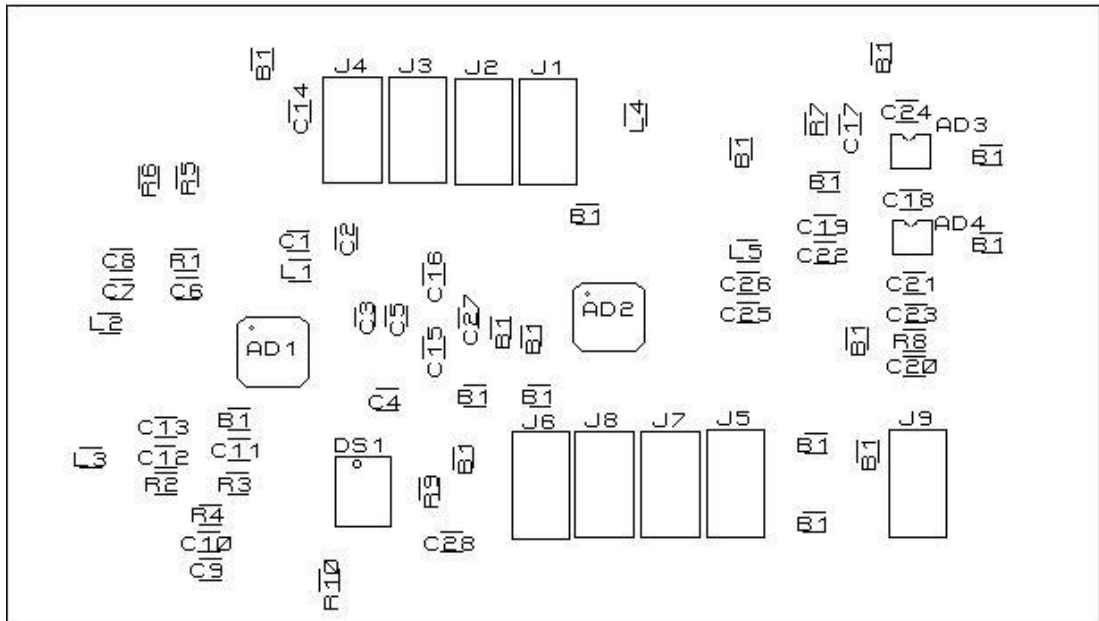 B1
B1
J4 J3 J2 J1
C14
L4
R7
C17
C24
AD3
B1
B1
R6
R5
B1
C18
B1
C19
AD4
C1
C2
C22
B1
L5
C8
R1
L1
C16
C7
C6
C26
C21
C25
C23
L2
C3
C5
C27
AD2
B1
B1
B1
R8
AD1
C15
C20
C4
B1
B1
B1
C13
J6 J8 J7 J5
J9
C11
DS1
B1
B1
B1
L3
C12
R2
R3
R9
R4
B1
C10
C28
C9
R10